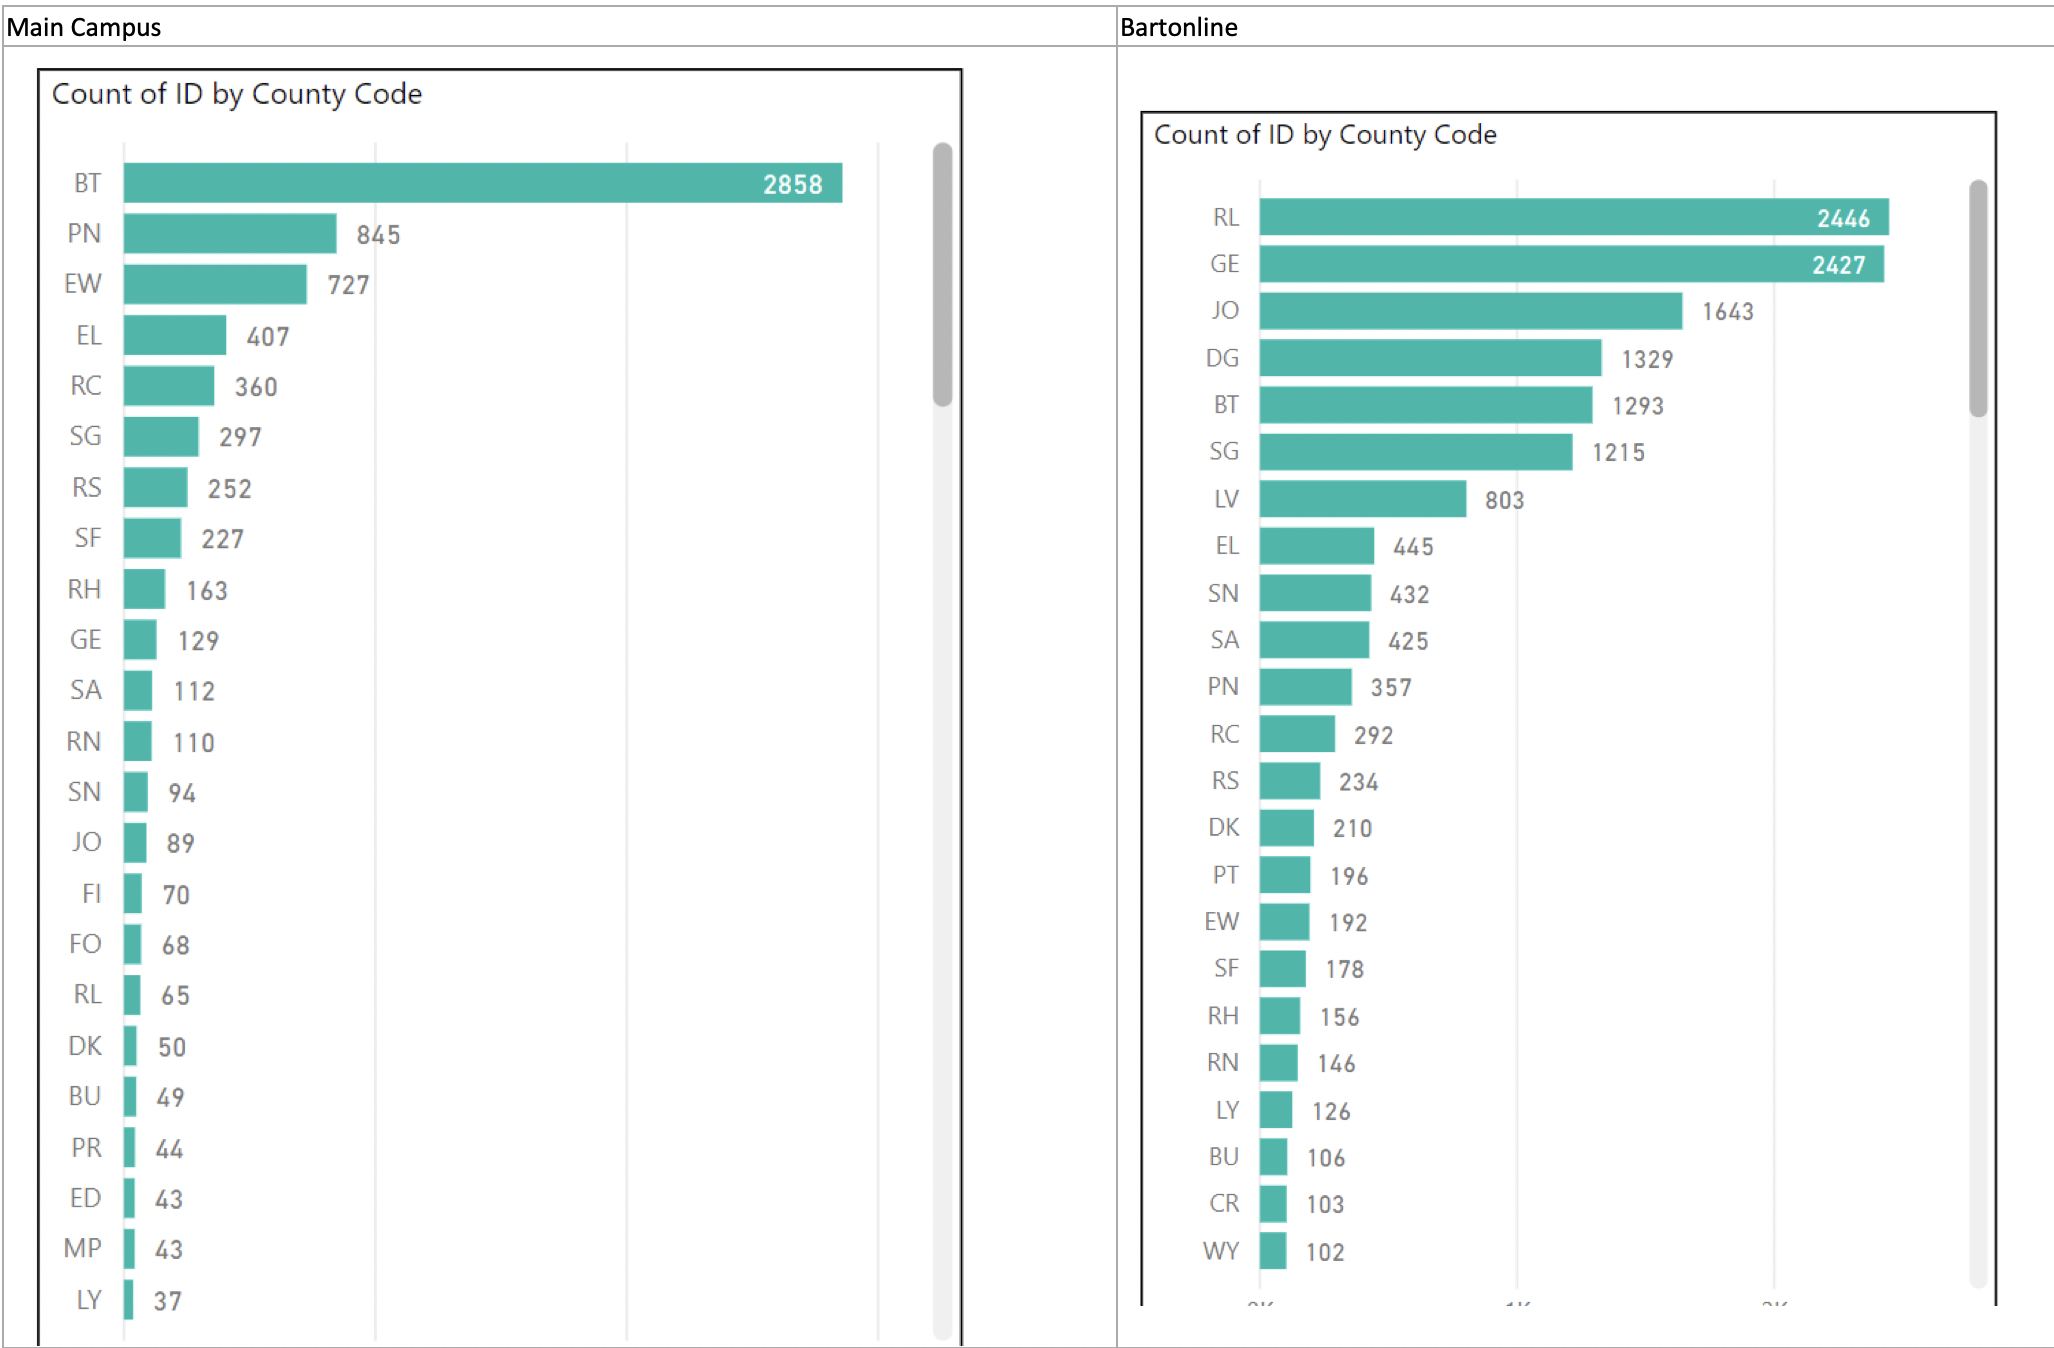 Main Campus
Count of ID by County Code
BT 2858
PN 845
EW 727
EL 407
RC 360
SG 297
RS 252
SF 227
RH 163
GE 129
SA 112
RN 110
SN 94
JO 89
FI 70
FO 68
RL 65
DK 50
BU 49
PR 44
ED 43
MP 43
LY 37
Bartonline
Count of ID by County Code
RL 2446
GE 2427
JO 1643
DG 1329
BT 1293
SG 1215
LV 803
EL 445
SN 432
SA 425
PN 357
RC 292
RS 234
DK 210
PT 196
EW 192
SF 178
RH 156
RN 146
LY 126
BU 106
CR 103
WY 102